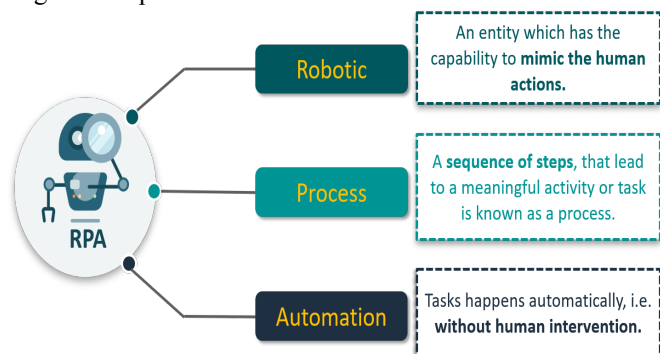 RPA
Robotic
An entity which has the
capability to mimic the human
actions.
Process
A sequence of steps, that lead
to a meaningful activity or task
is known as a process.
Automation
Tasks happens automatically, i.e.
without human intervention.